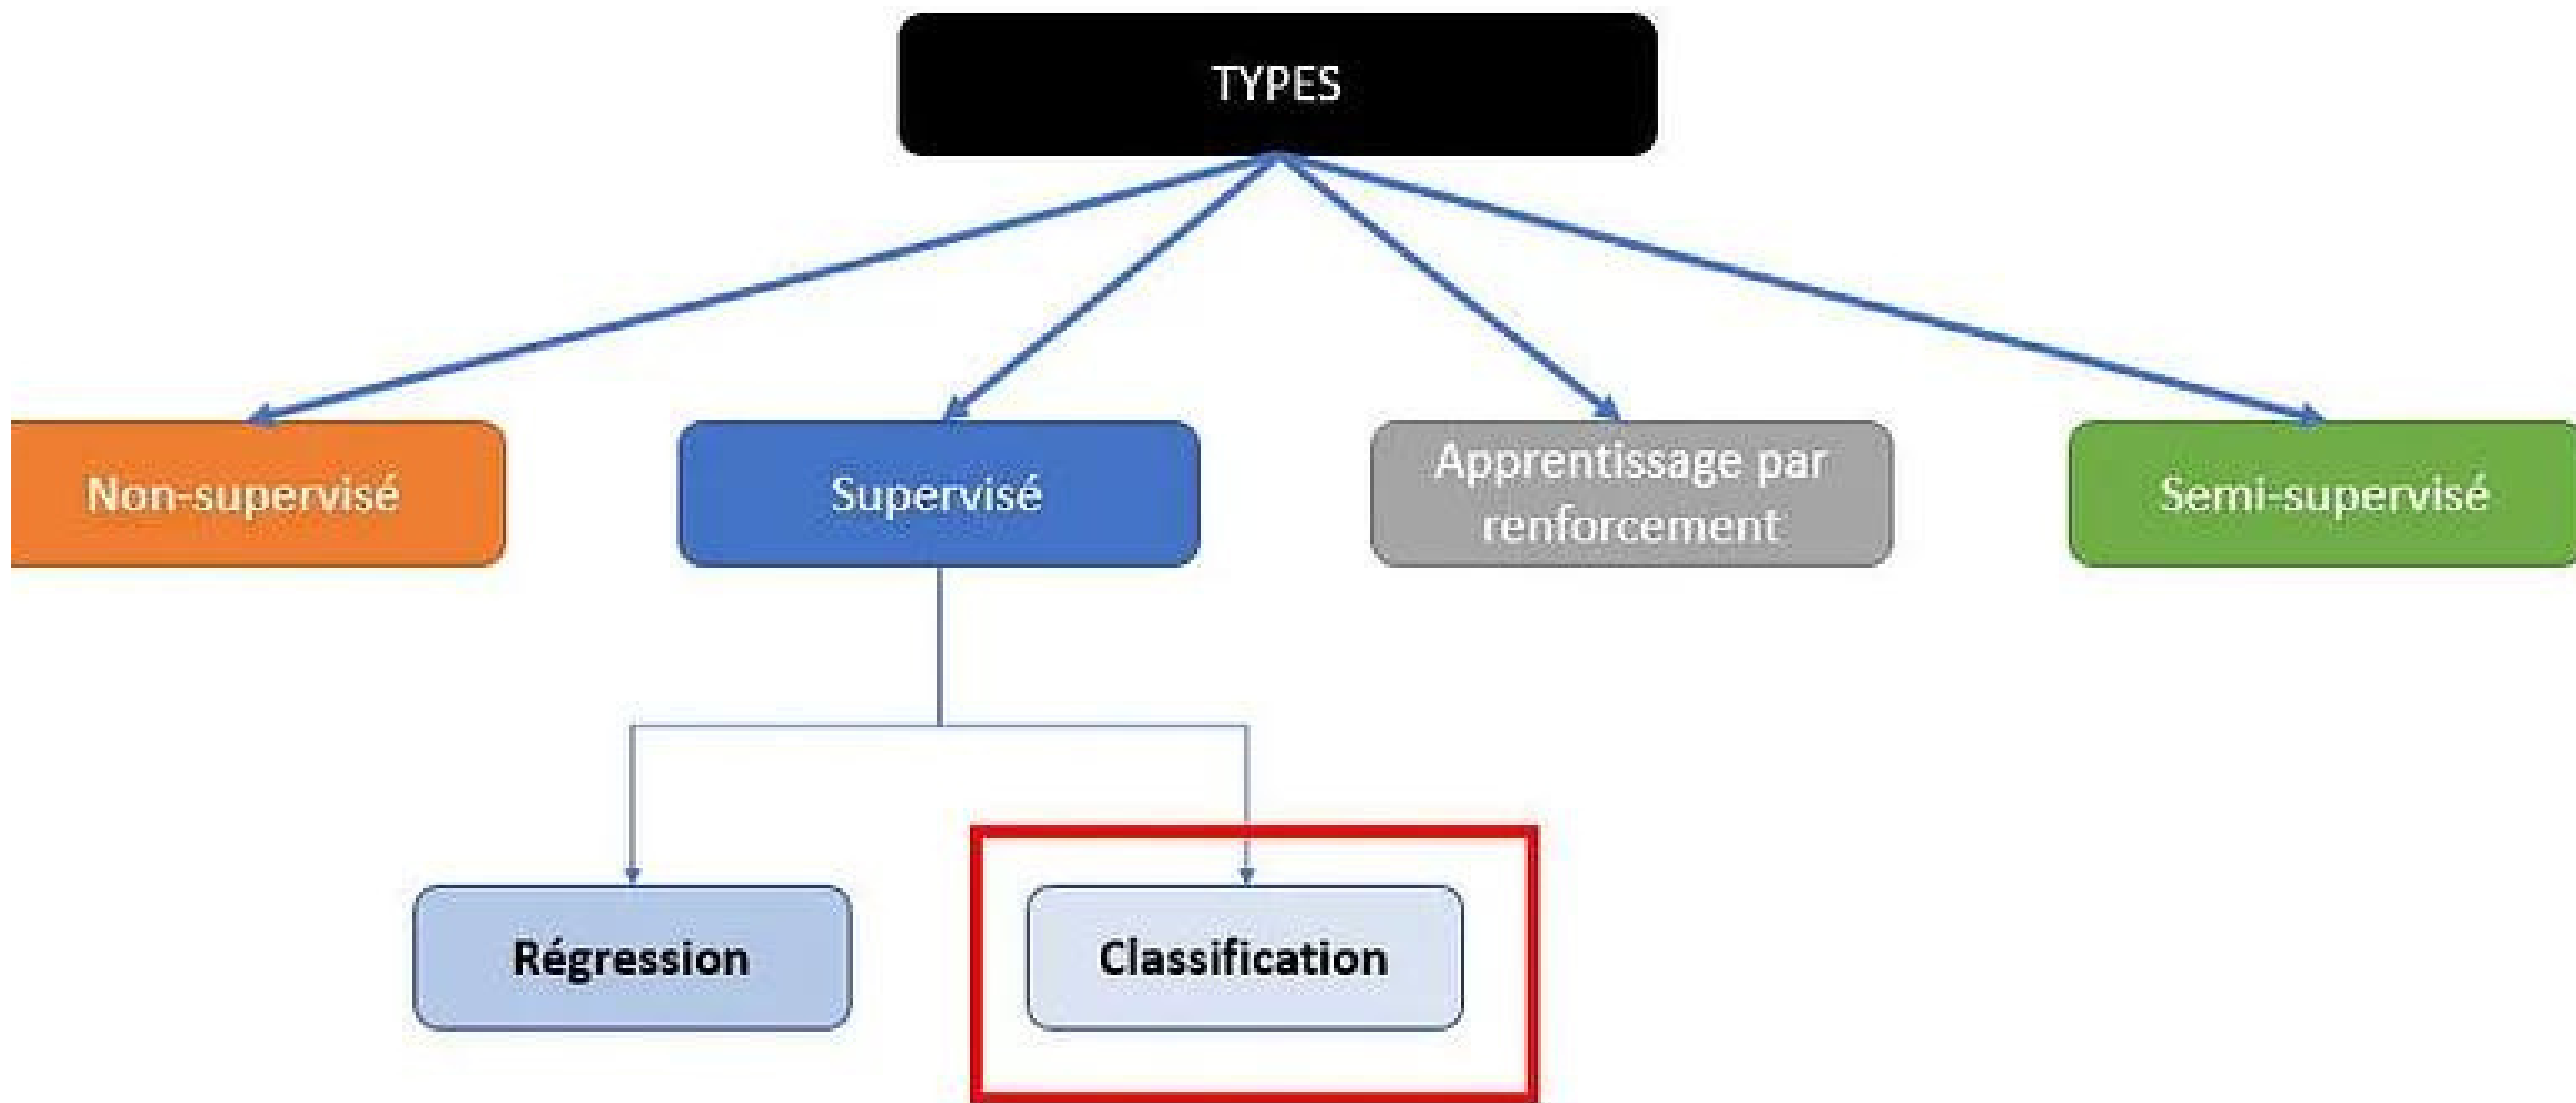 TYPES
Non-supervisé
Supervisé
Apprentissage par
renforcement
Semi-supervisé
Régression
Classification